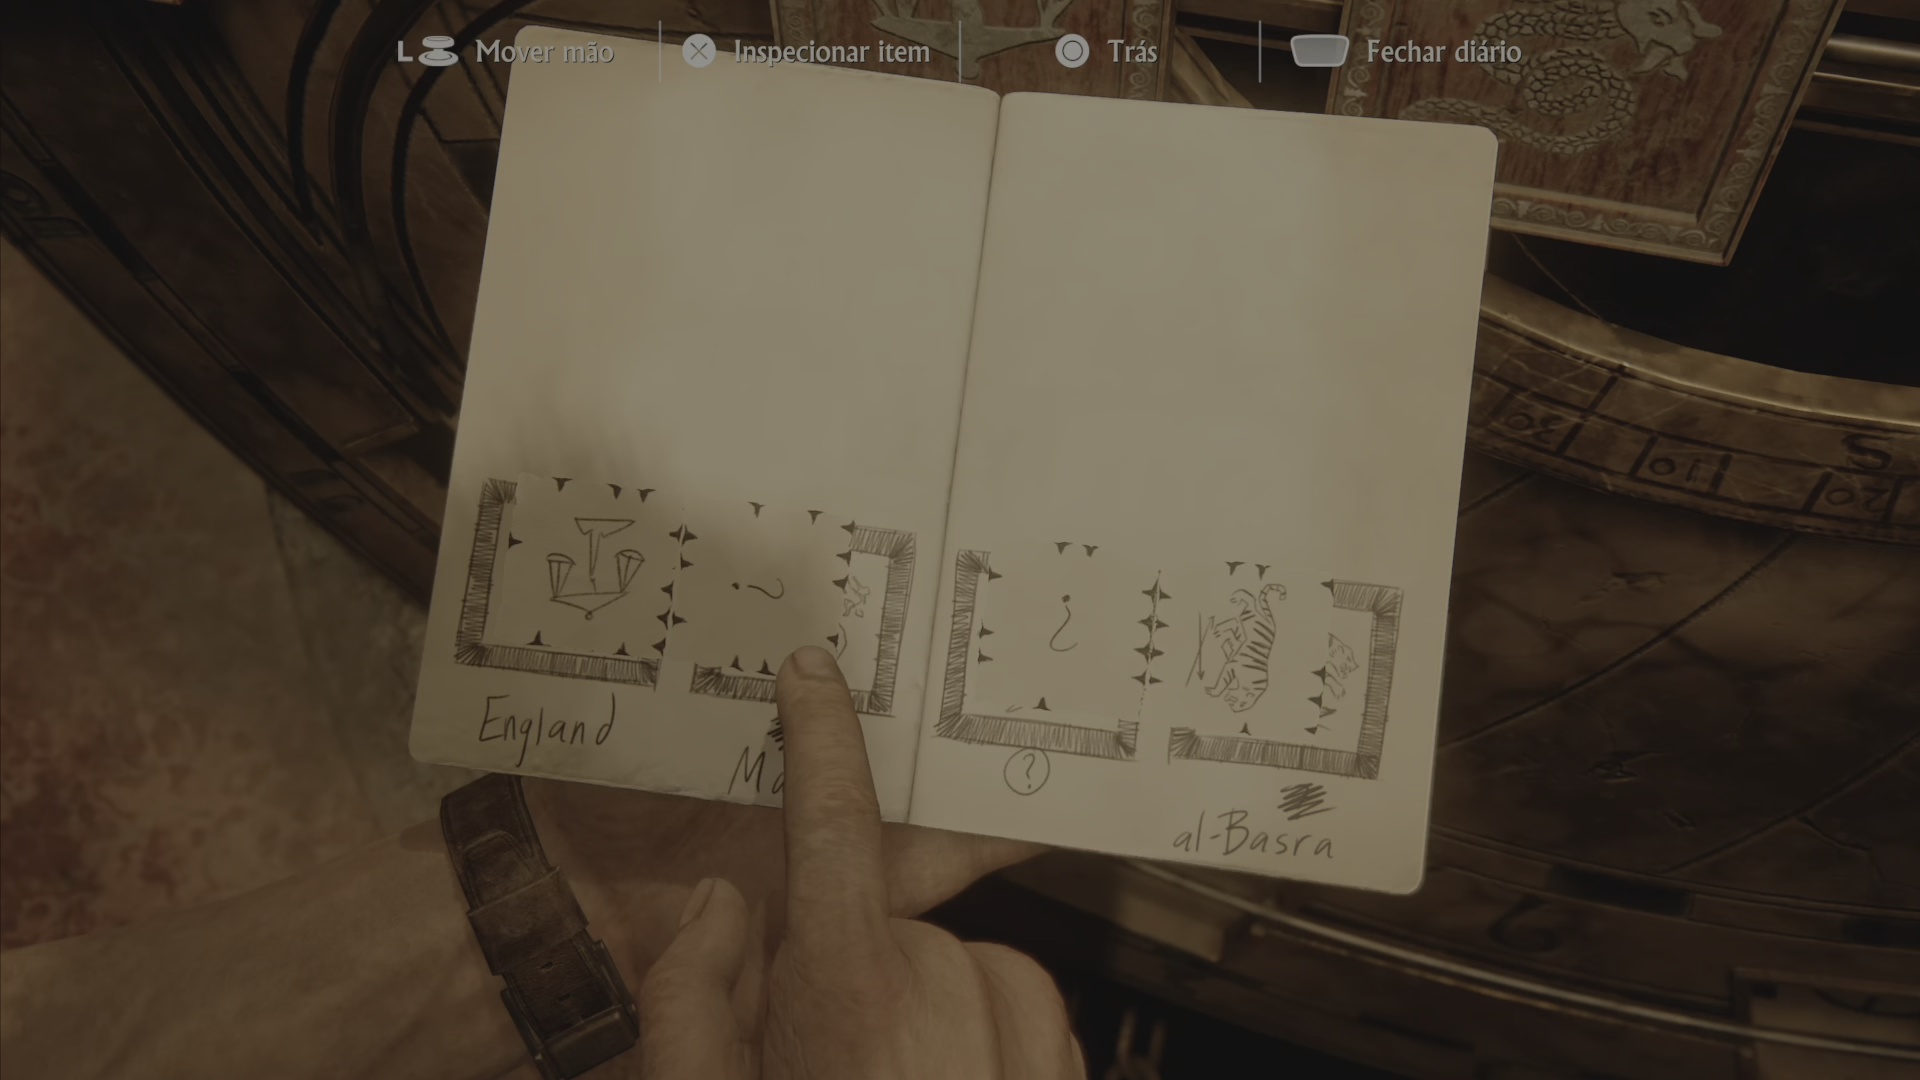 L Mover mão Inspecionar item Trás Fechar diário
England
?
al-Basra